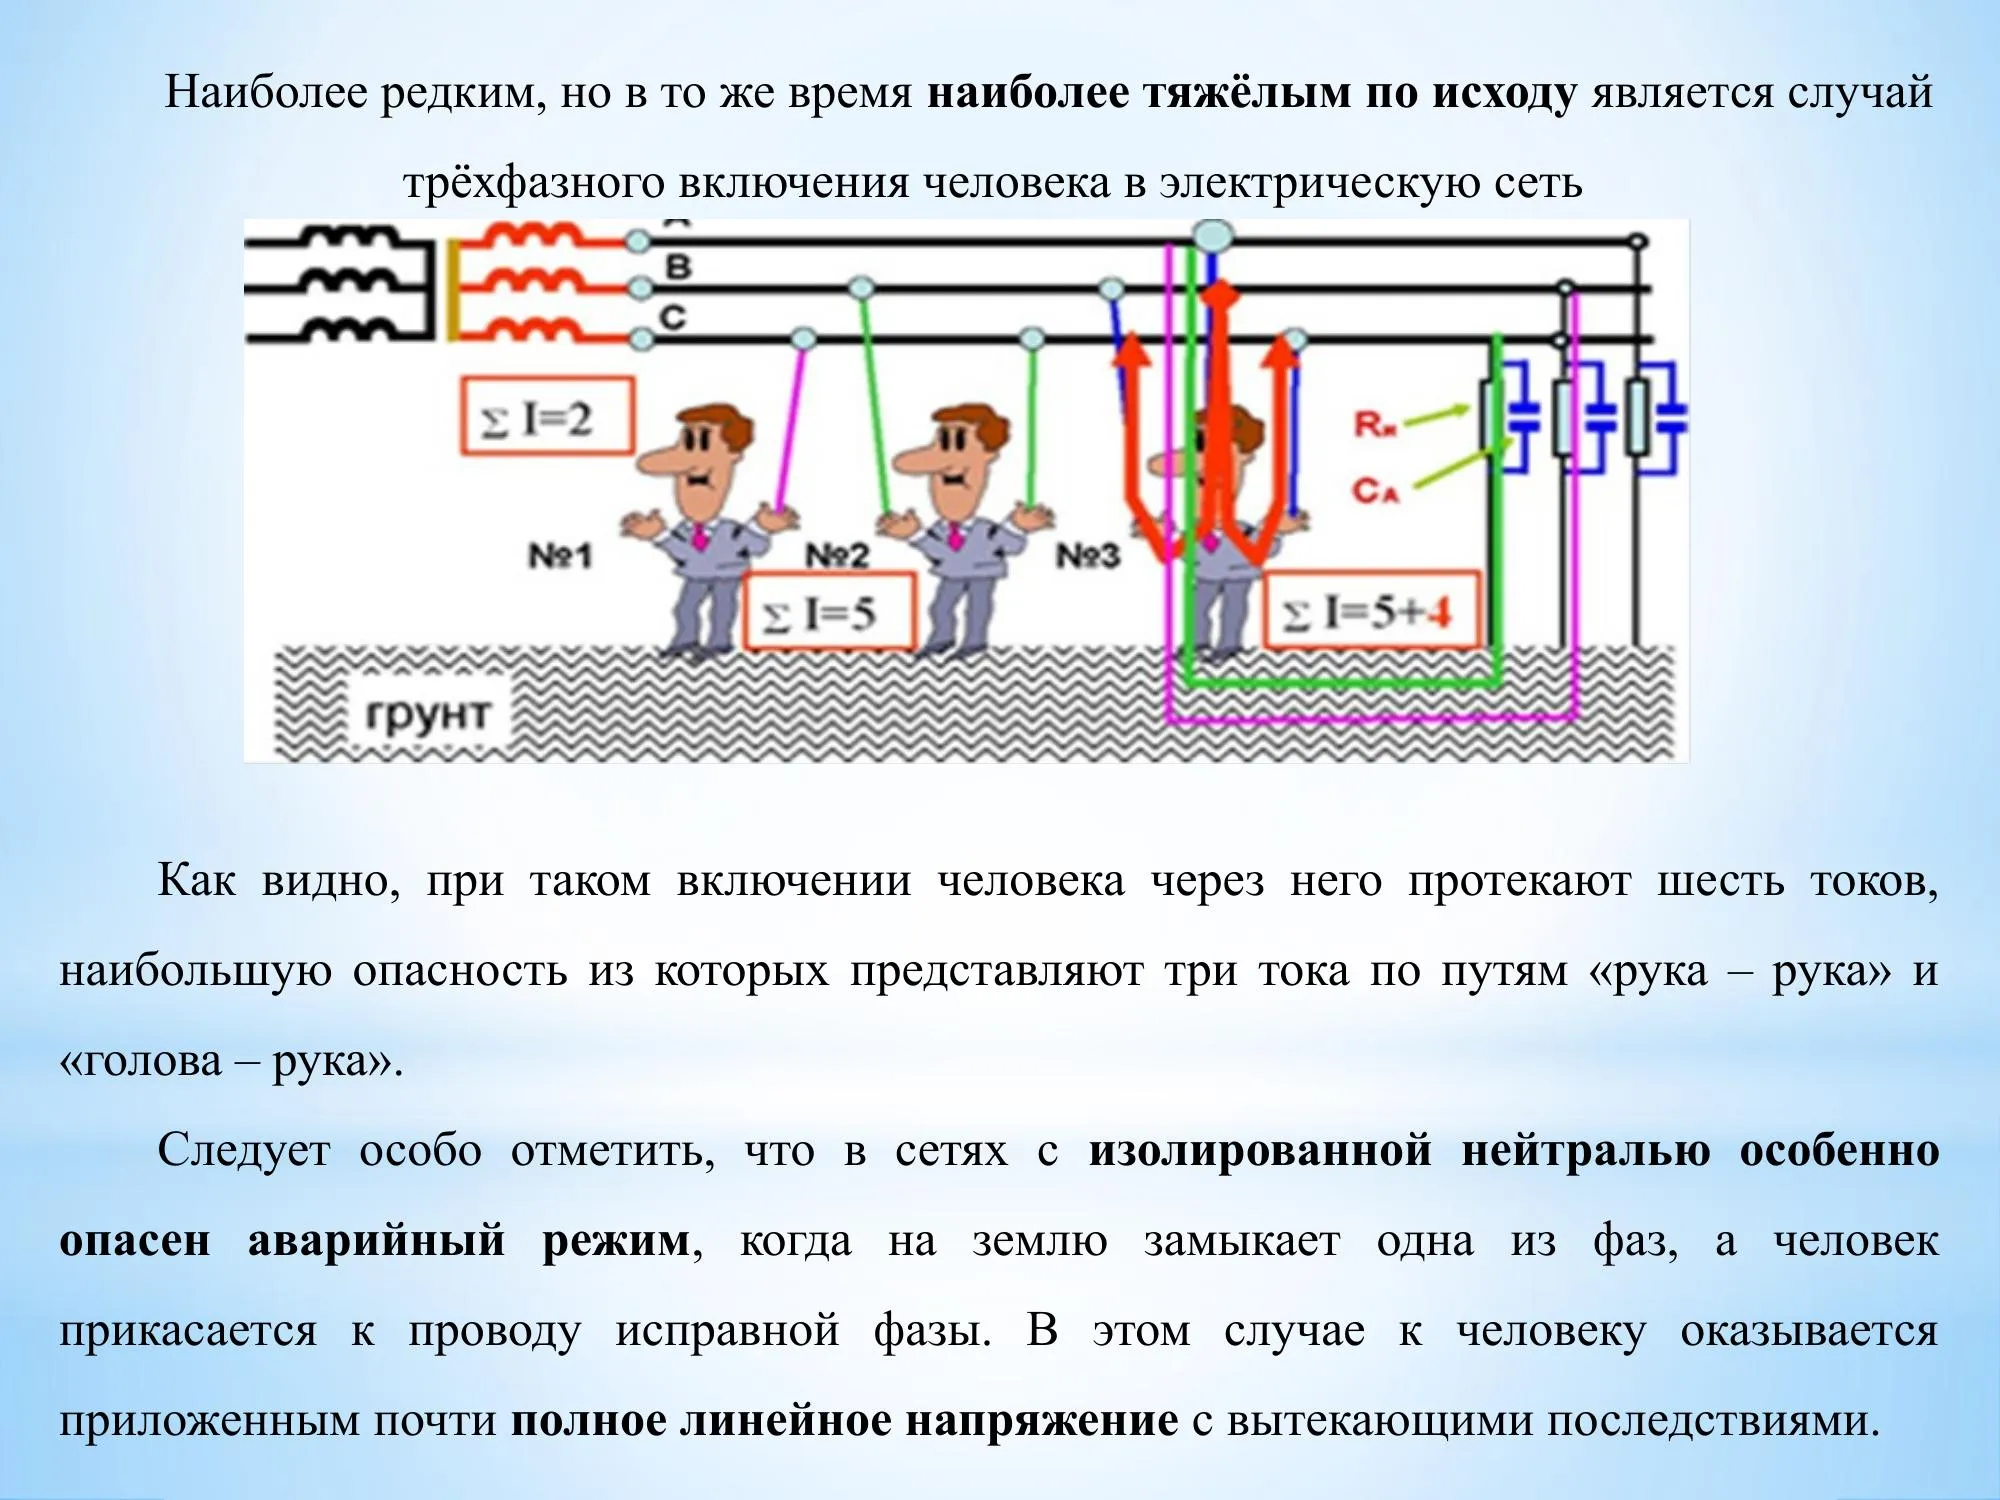 Наиболее редким, но в то же время наиболее тяжёлым по исходу является случай
трёхфазного включения человека в электрическую сеть
B
C
∑ I=2
Rи
CА
№1
№2
№3
∑ I=5
∑ I=5+4
грунт
Как видно, при таком включении человека через него протекают шесть токов,
наибольшую опасность из которых представляют три тока по путям «рука – рука» и
«голова – рука».
Следует особо отметить, что в сетях с изолированной нейтралью особенно
опасен аварийный режим, когда на землю замыкает одна из фаз, а человек
прикасается к проводу исправной фазы. В этом случае к человеку оказывается
приложенным почти полное линейное напряжение с вытекающими последствиями.